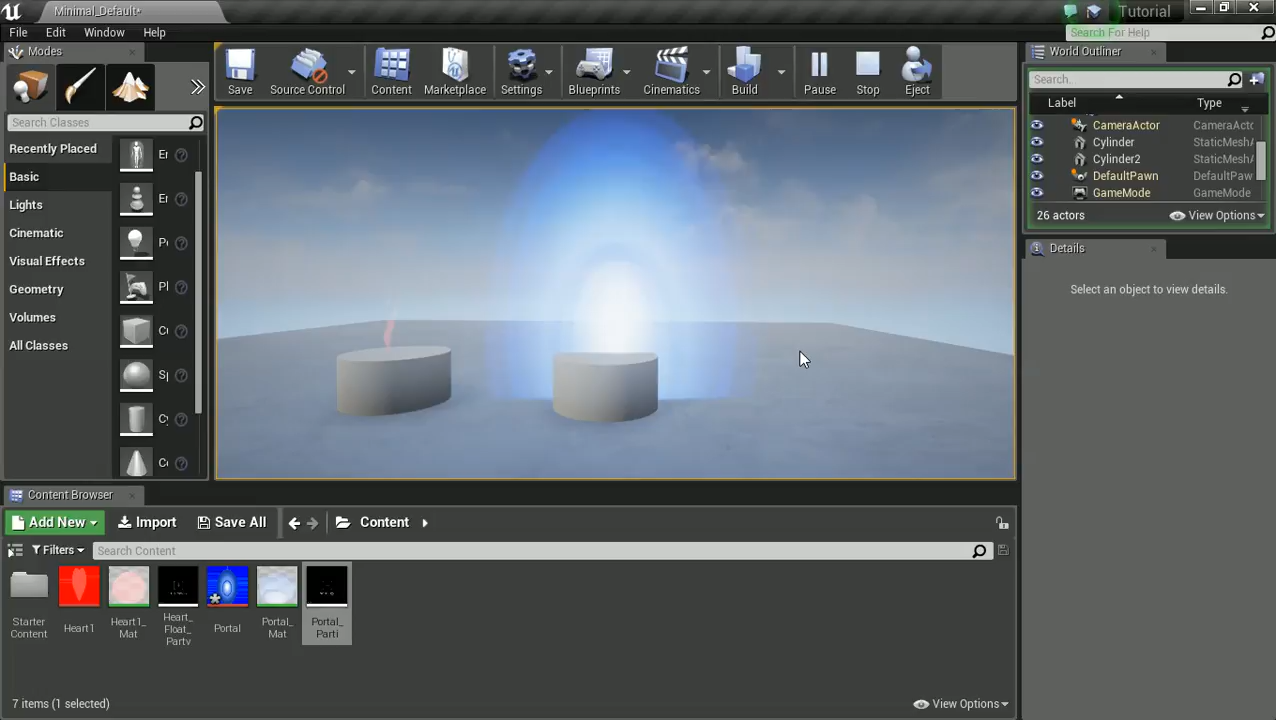 Minimal_Default*
Tutorial
File Edit Window Help
Search For Help
Modes
Search Classes
Recently Placed
Basic
Lights
Cinematic
Visual Effects
Geometry
Volumes
All Classes
Save Source Control Content Marketplace Settings Blueprints Cinematics Build Pause Stop Eject
World Outliner
Search...
Label Type
CameraActor CameraActo
Cylinder StaticMeshA
Cylinder2 StaticMeshA
DefaultPawn DefaultPaw
GameMode GameMode
26 actors View Options
Details
Select an object to view details.
Content Browser
Add New Import Save All Content
Filters Search Content
Starter Content
Heart1
Heart1_Mat
Heart_Float_Party
Portal
Portal_Mat
Portal_Parti
7 items (1 selected) View Options